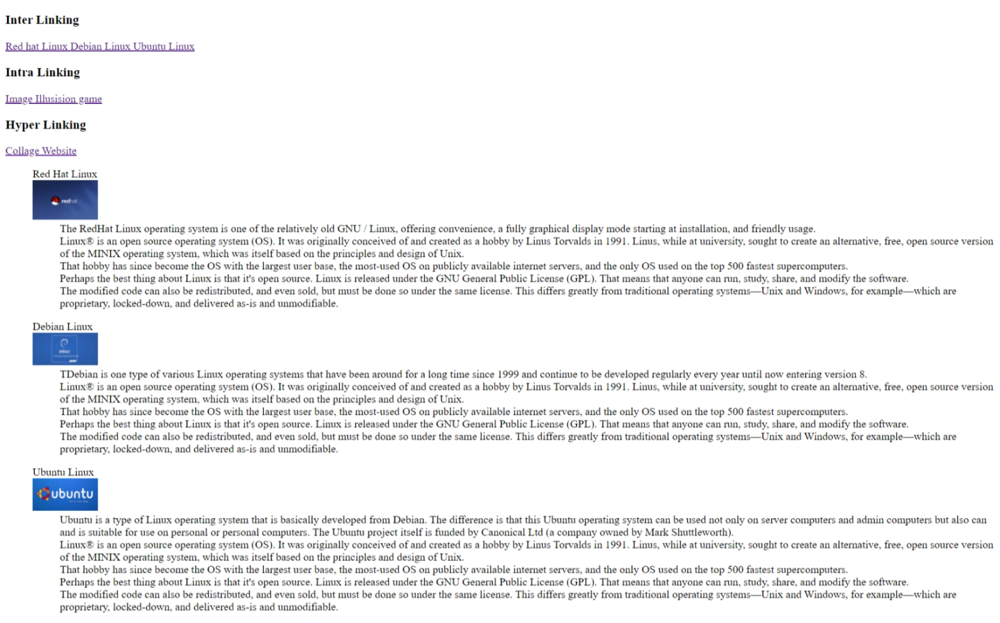 Inter Linking
Red hat Linux Debian Linux Ubuntu Linux
Intra Linking
Image Illusision game
Hyper Linking
Collage Website
Red Hat Linux
redhat
The RedHat Linux operating system is one of the relatively old GNU / Linux, offering convenience, a fully graphical display mode starting at installation, and friendly usage.
Linux® is an open source operating system (OS). It was originally conceived of and created as a hobby by Linus Torvalds in 1991. Linus, while at university, sought to create an alternative, free, open source version
of the MINIX operating system, which was itself based on the principles and design of Unix.
That hobby has since become the OS with the largest user base, the most-used OS on publicly available internet servers, and the only OS used on the top 500 fastest supercomputers.
Perhaps the best thing about Linux is that it's open source. Linux is released under the GNU General Public License (GPL). That means that anyone can run, study, share, and modify the software.
The modified code can also be redistributed, and even sold, but must be done so under the same license. This differs greatly from traditional operating systems—Unix and Windows, for example—which are
proprietary, locked-down, and delivered as-is and unmodifiable.
Debian Linux
debian
TDebian is one type of various Linux operating systems that have been around for a long time since 1999 and continue to be developed regularly every year until now entering version 8.
Linux® is an open source operating system (OS). It was originally conceived of and created as a hobby by Linus Torvalds in 1991. Linus, while at university, sought to create an alternative, free, open source version
of the MINIX operating system, which was itself based on the principles and design of Unix.
That hobby has since become the OS with the largest user base, the most-used OS on publicly available internet servers, and the only OS used on the top 500 fastest supercomputers.
Perhaps the best thing about Linux is that it's open source. Linux is released under the GNU General Public License (GPL). That means that anyone can run, study, share, and modify the software.
The modified code can also be redistributed, and even sold, but must be done so under the same license. This differs greatly from traditional operating systems—Unix and Windows, for example—which are
proprietary, locked-down, and delivered as-is and unmodifiable.
Ubuntu Linux
ubuntu
Ubuntu is a type of Linux operating system that is basically developed from Debian. The difference is that this Ubuntu operating system can be used not only on server computers and admin computers but also can
and is suitable for use on personal or personal computers. The Ubuntu project itself is funded by Canonical Ltd (a company owned by Mark Shuttleworth).
Linux® is an open source operating system (OS). It was originally conceived of and created as a hobby by Linus Torvalds in 1991. Linus, while at university, sought to create an alternative, free, open source version
of the MINIX operating system, which was itself based on the principles and design of Unix.
That hobby has since become the OS with the largest user base, the most-used OS on publicly available internet servers, and the only OS used on the top 500 fastest supercomputers.
Perhaps the best thing about Linux is that it's open source. Linux is released under the GNU General Public License (GPL). That means that anyone can run, study, share, and modify the software.
The modified code can also be redistributed, and even sold, but must be done so under the same license. This differs greatly from traditional operating systems—Unix and Windows, for example—which are
proprietary, locked-down, and delivered as-is and unmodifiable.